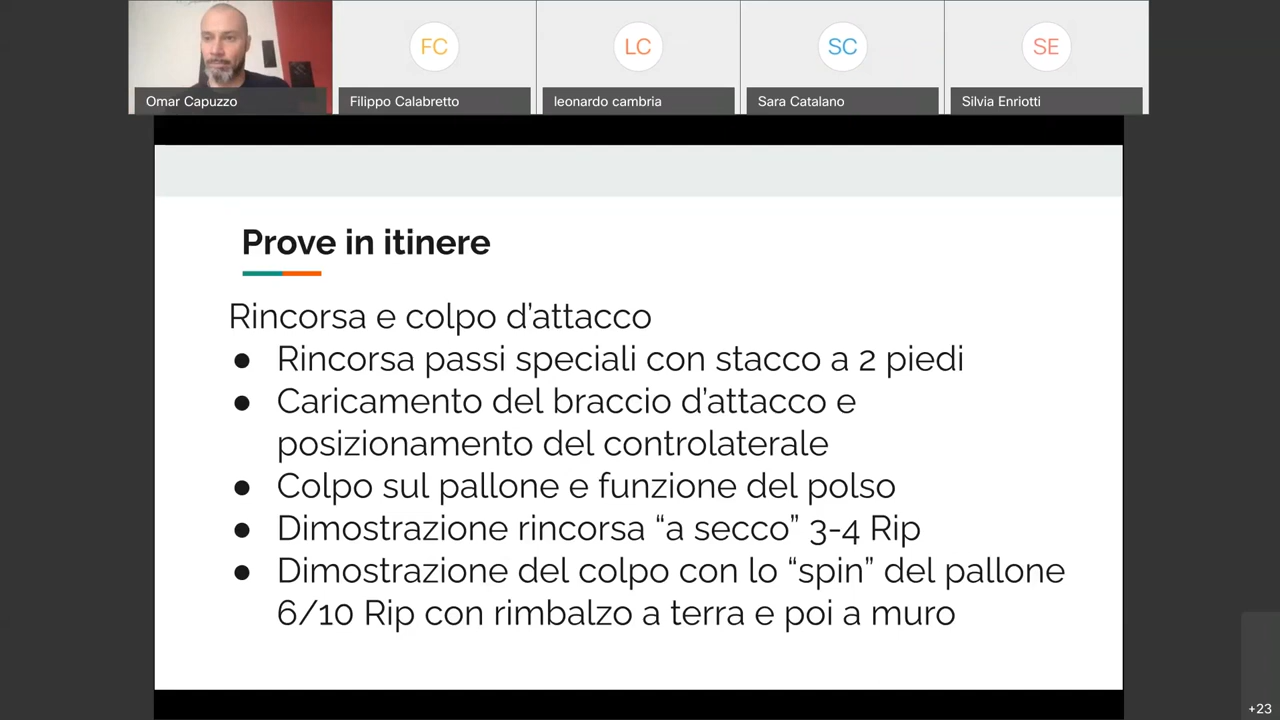 FC
LC
SC
SE
Omar Capuzzo
Filippo Calabretto
leonardo cambria
Sara Catalano
Silvia Enriotti
Prove in itinere
Rincorsa e colpo d'attacco
● Rincorsa passi speciali con stacco a 2 piedi
● Caricamento del braccio d'attacco e
posizionamento del controlaterale
● Colpo sul pallone e funzione del polso
● Dimostrazione rincorsa “a secco” 3-4 Rip
● Dimostrazione del colpo con lo “spin” del pallone
6/10 Rip con rimbalzo a terra e poi a muro
+23